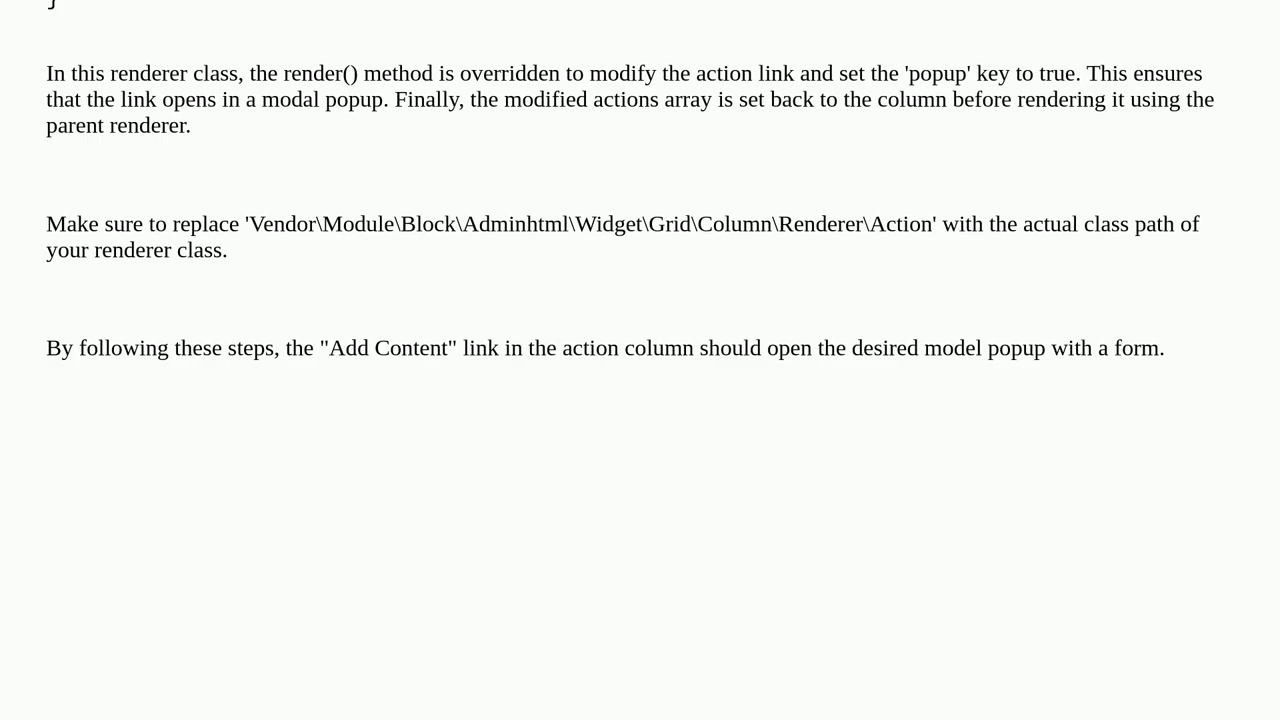 }
In this renderer class, the render() method is overridden to modify the action link and set the 'popup' key to true. This ensures
that the link opens in a modal popup. Finally, the modified actions array is set back to the column before rendering it using the
parent renderer.
Make sure to replace 'Vendor\Module\Block\Adminhtml\Widget\Grid\Column\Renderer\Action' with the actual class path of
your renderer class.
By following these steps, the "Add Content" link in the action column should open the desired model popup with a form.